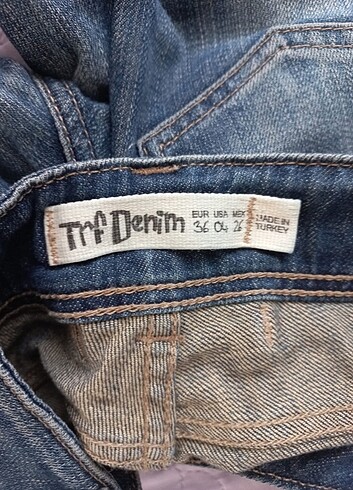 Trf Denim
EUR USA MEX
36 04 26
MADE IN
TURKEY